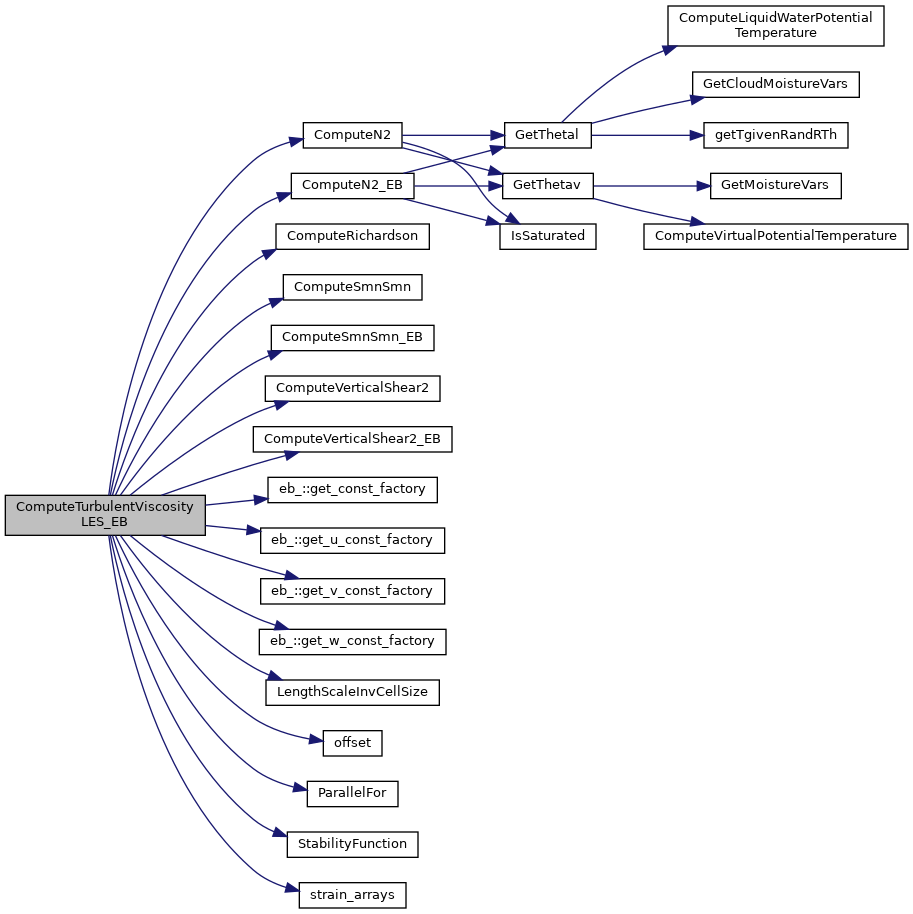 ComputeLiquidWaterPotential
Temperature
GetCloudMoistureVars
ComputeN2
GetThetal
getTgivenRandRTh
ComputeN2_EB
GetThetav
GetMoistureVars
ComputeRichardson
IsSaturated
ComputeVirtualPotentialTemperature
ComputeSmnSmn
ComputeSmnSmn_EB
ComputeVerticalShear2
ComputeVerticalShear2_EB
eb_::get_const_factory
ComputeTurbulentViscosity
LES_EB
eb_::get_u_const_factory
eb_::get_v_const_factory
eb_::get_w_const_factory
LengthScaleInvCellSize
offset
ParallelFor
StabilityFunction
strain_arrays